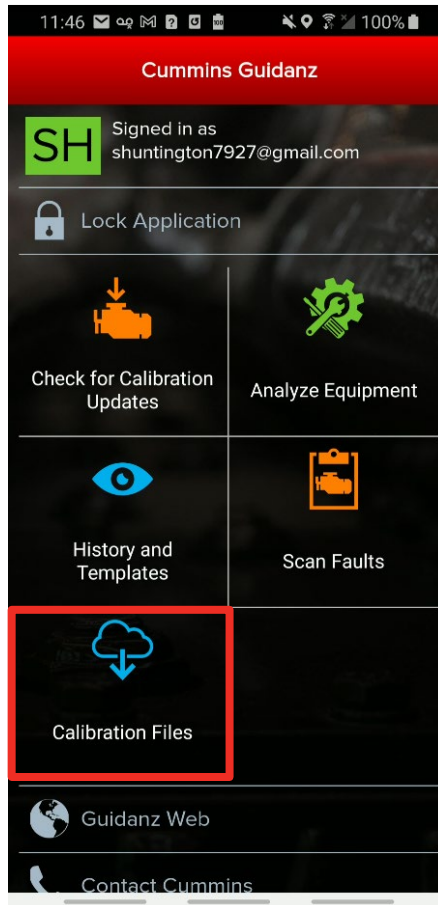 11:46 100%
Cummins Guidanz
SH
Signed in as
shuntington7927@gmail.com
Lock Application
Check for Calibration
Updates
Analyze Equipment
History and
Templates
Scan Faults
Calibration Files
Guidanz Web
Contact Cummins